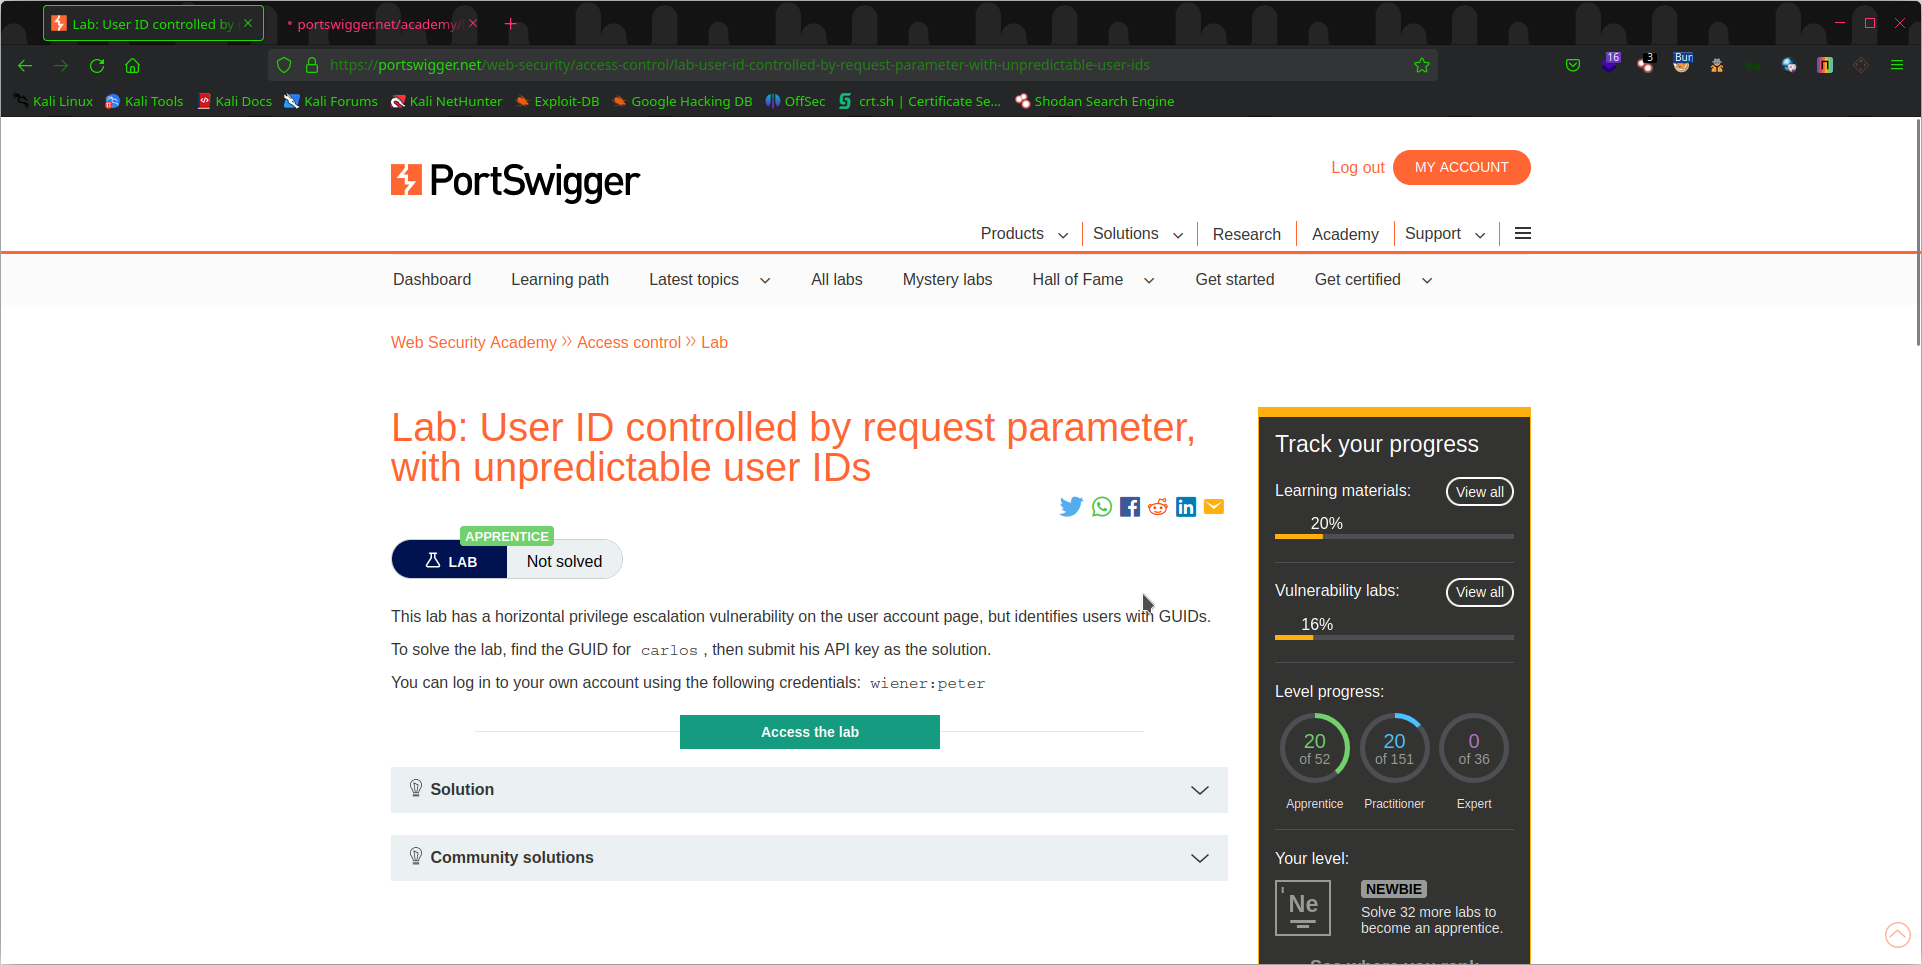 Lab: User ID controlled by
portswigger.net/academy/
https://portswigger.net/web-security/access-control/lab-user-id-controlled-by-request-parameter-with-unpredictable-user-ids
16
3
Bur
Kali Linux Kali Tools Kali Docs Kali Forums Kali NetHunter Exploit-DB Google Hacking DB OffSec crt.sh | Certificate Se... Shodan Search Engine
PortSwigger
Log out MY ACCOUNT
Products Solutions Research Academy Support
Dashboard Learning path Latest topics All labs Mystery labs Hall of Fame Get started Get certified
Web Security Academy » Access control » Lab
Lab: User ID controlled by request parameter,
with unpredictable user IDs
APPRENTICE
LAB Not solved
This lab has a horizontal privilege escalation vulnerability on the user account page, but identifies users with GUIDs.
To solve the lab, find the GUID for carlos, then submit his API key as the solution.
You can log in to your own account using the following credentials: wiener:peter
Access the lab
Solution
Community solutions
Track your progress
Learning materials: View all
20%
Vulnerability labs: View all
16%
Level progress:
20 of 52
20 of 151
0 of 36
Apprentice Practitioner Expert
Your level:
Ne
NEWBIE
Solve 32 more labs to
become an apprentice.
See where you rank